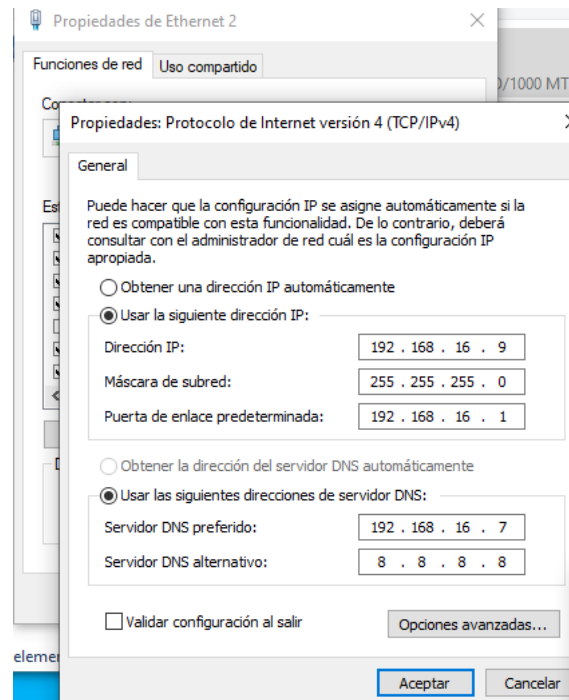 Propiedades de Ethernet 2
Funciones de red Uso compartido
/1000 MT
Propiedades: Protocolo de Internet versión 4 (TCP/IPv4)
General
Puede hacer que la configuración IP se asigne automáticamente si la
red es compatible con esta funcionalidad. De lo contrario, deberá
consultar con el administrador de red cuál es la configuración IP
apropiada.
Obtener una dirección IP automáticamente
Usar la siguiente dirección IP:
Dirección IP: 192 . 168 . 16 . 9
Máscara de subred: 255 . 255 . 255 . 0
Puerta de enlace predeterminada: 192 . 168 . 16 . 1
Obtener la dirección del servidor DNS automáticamente
Usar las siguientes direcciones de servidor DNS:
Servidor DNS preferido: 192 . 168 . 16 . 7
Servidor DNS alternativo: 8 . 8 . 8 . 8
Validar configuración al salir Opciones avanzadas...
Aceptar Cancelar